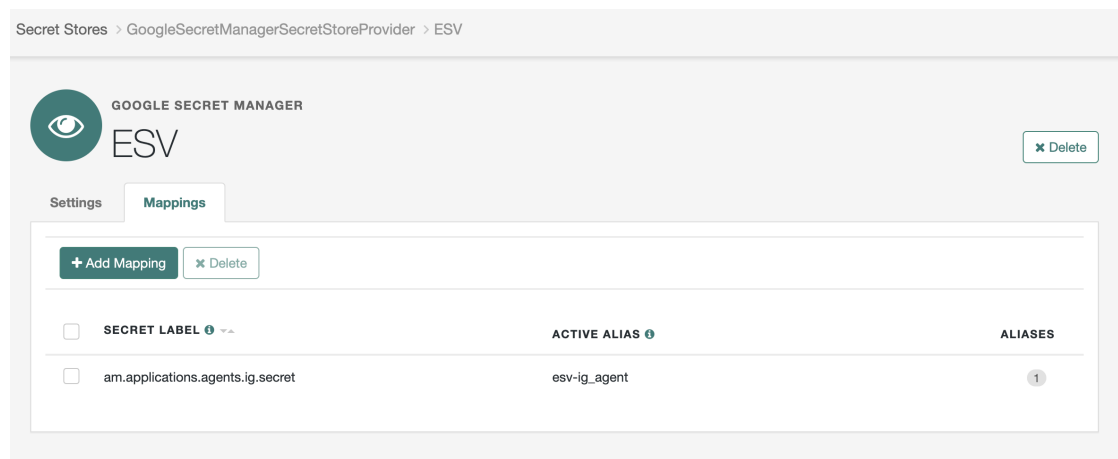 Secret Stores > GoogleSecretManagerSecretStoreProvider > ESV
GOOGLE SECRET MANAGER
ESV
✖ Delete
Settings
Mappings
+ Add Mapping
✖ Delete
SECRET LABEL
ACTIVE ALIAS
ALIASES
am.applications.agents.ig.secret
esv-ig_agent
1